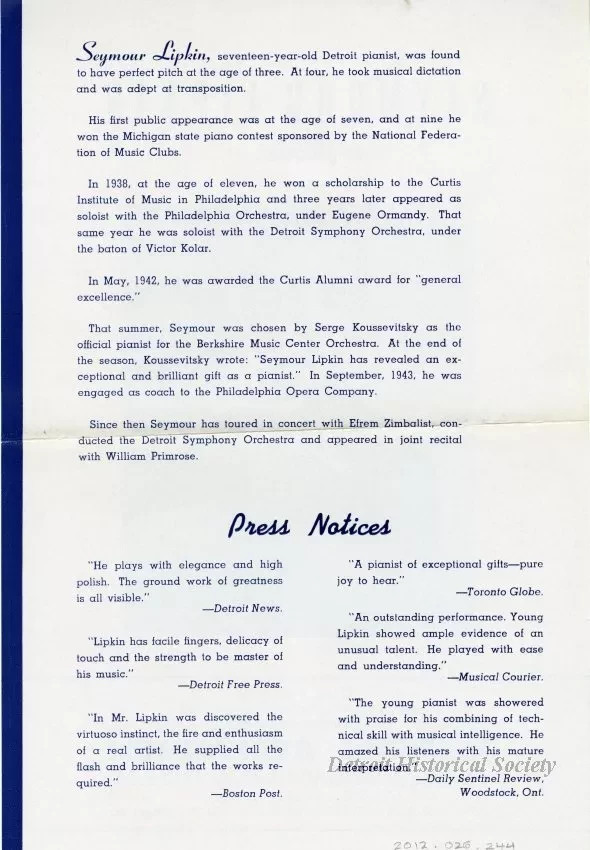 Seymour Lipkin, seventeen-year-old Detroit pianist, was found
to have perfect pitch at the age of three. At four, he took musical dictation
and was adept at transposition.
His first public appearance was at the age of seven, and at nine he
won the Michigan state piano contest sponsored by the National Federa-
tion of Music Clubs.
In 1938, at the age of eleven, he won a scholarship to the Curtis
Institute of Music in Philadelphia and three years later appeared as
soloist with the Philadelphia Orchestra, under Eugene Ormandy. That
same year he was soloist with the Detroit Symphony Orchestra, under
the baton of Victor Kolar.
In May, 1942, he was awarded the Curtis Alumni award for "general
excellence."
That summer, Seymour was chosen by Serge Koussevitsky as the
official pianist for the Berkshire Music Center Orchestra. At the end of
the season, Koussevitsky wrote: "Seymour Lipkin has revealed an ex-
ceptional and brilliant gift as a pianist." In September, 1943, he was
engaged as coach to the Philadelphia Opera Company.
Since then Seymour has toured in concert with Efrem Zimbalist, con-
ducted the Detroit Symphony Orchestra and appeared in joint recital
with William Primrose.
Press Notices
"He plays with elegance and high
polish. The ground work of greatness
is all visible."
—Detroit News.
"Lipkin has facile fingers, delicacy of
touch and the strength to be master of
his music."
—Detroit Free Press.
"In Mr. Lipkin was discovered the
virtuoso instinct, the fire and enthusiasm
of a real artist. He supplied all the
flash and brilliance that the works re-
quired."
—Boston Post.
"A pianist of exceptional gifts—pure
joy to hear."
—Toronto Globe.
"An outstanding performance. Young
Lipkin showed ample evidence of an
unusual talent. He played with ease
and understanding."
—Musical Courier.
"The young pianist was showered
with praise for his combining of tech-
nical skill with musical intelligence. He
amazed his listeners with his mature
interpretation."
—Daily Sentinel Review,
Woodstock, Ont.
Detroit Historical Society
2012.026.244